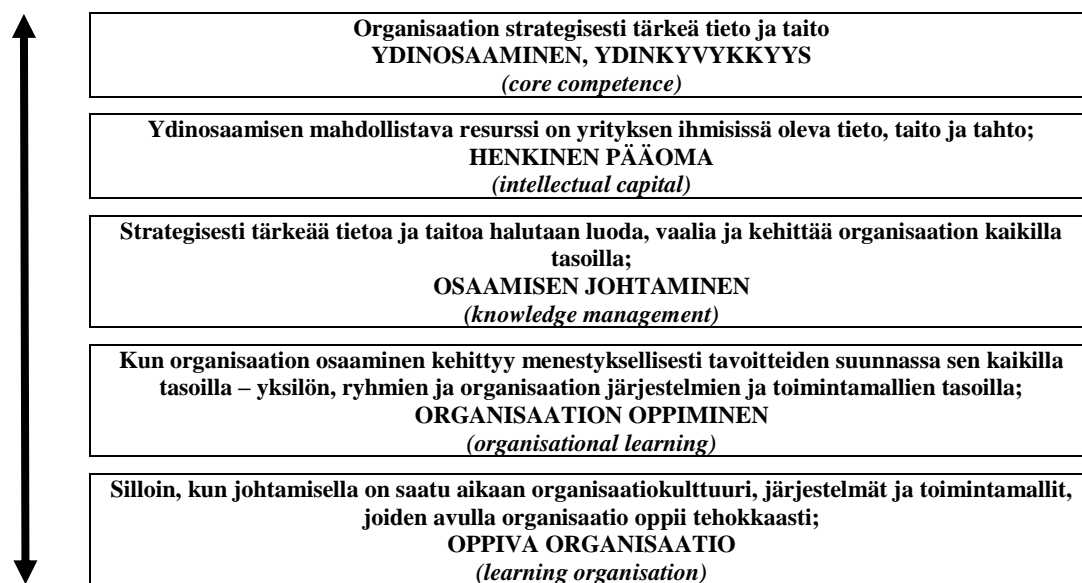 Organisaation strategisesti tärkeä tieto ja taito
YDINOSAAMINEN, YDINKYVYKKYYS
(core competence)
Ydinosaamisen mahdollistava resurssi on yrityksen ihmisissä oleva tieto, taito ja tahto;
HENKINEN PÄÄOMA
(intellectual capital)
Strategisesti tärkeää tietoa ja taitoa halutaan luoda, vaalia ja kehittää organisaation kaikilla
tasoilla;
OSAAMISEN JOHTAMINEN
(knowledge management)
Kun organisaation osaaminen kehittyy menestyksellisesti tavoitteiden suunnassa sen kaikilla
tasoilla – yksilön, ryhmien ja organisaation järjestelmien ja toimintamallien tasoilla;
ORGANISAATION OPPIMINEN
(organisational learning)
Silloin, kun johtamisella on saatu aikaan organisaatiokulttuuri, järjestelmät ja toimintamallit,
joiden avulla organisaatio oppii tehokkaasti;
OPPIVA ORGANISAATIO
(learning organisation)